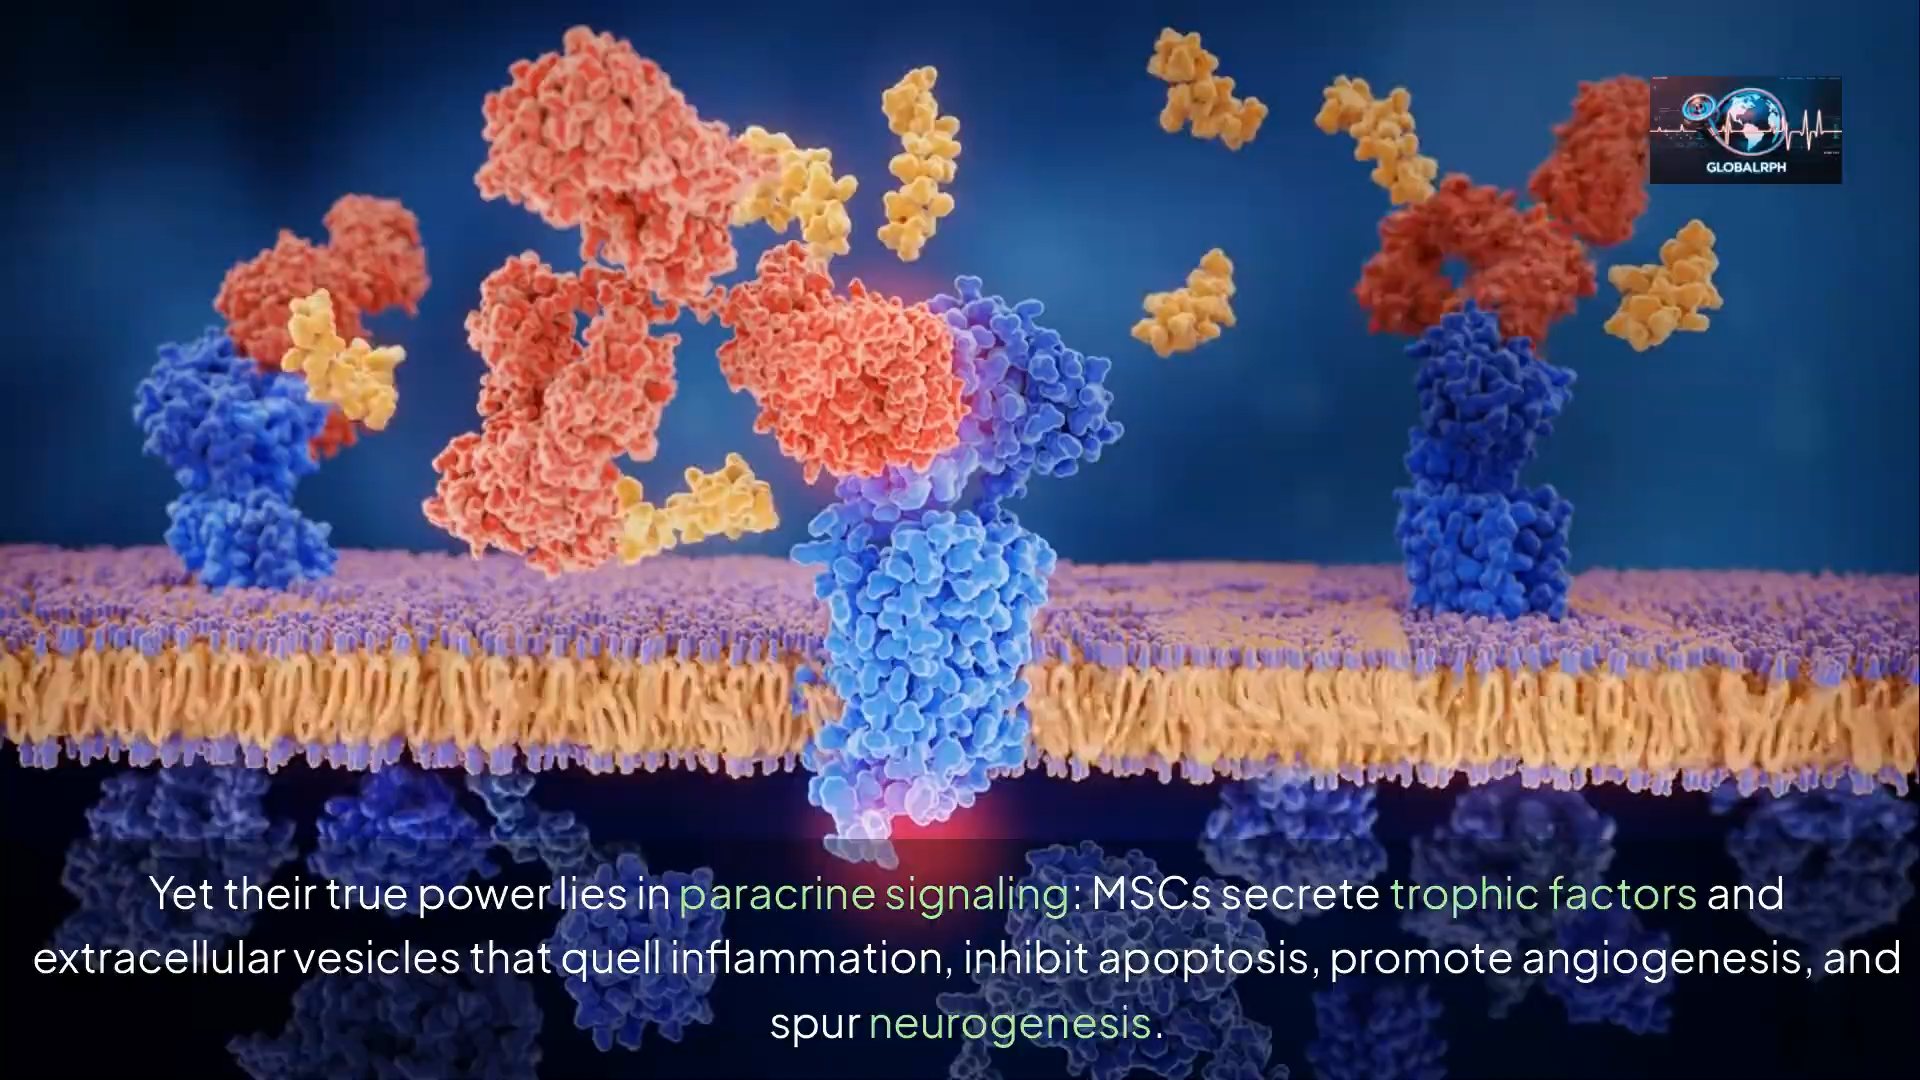 GLOBALRPH
Yet their true power lies in paracrine signaling: MSCs secrete trophic factors and
extracellular vesicles that quell inflammation, inhibit apoptosis, promote angiogenesis, and
spur neurogenesis.